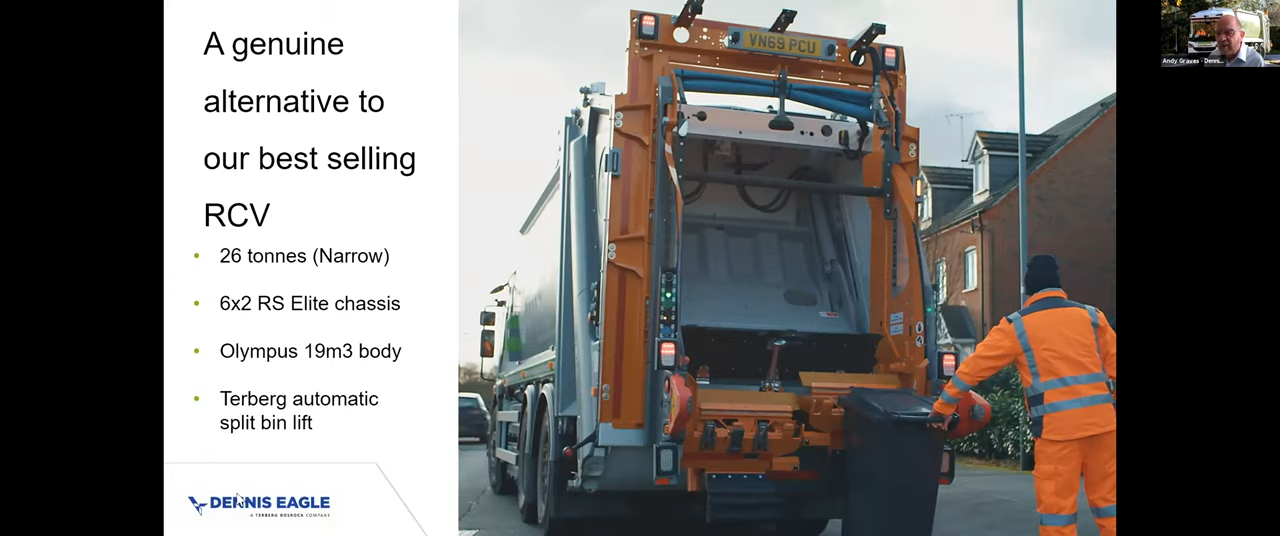 A genuine
alternative to
our best selling
RCV
• 26 tonnes (Narrow)
• 6x2 RS Elite chassis
• Olympus 19m3 body
• Terberg automatic
split bin lift
DENNIS EAGLE
A TERBERG ROSROCA COMPANY
VN69 PCU
Andy Graves - Denni...